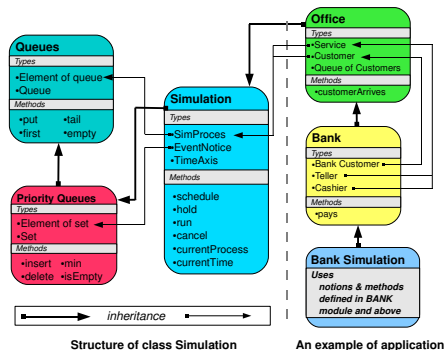 Queues
Types
•Element of queue
•Queue
Methods
•put •tail
•first •empty
Priority Queues
Types
•Element of set
•Set
Methods
•insert •min
•delete •isEmpty
Simulation
Types
•SimProces
•EventNotice
•TimeAxis
Methods
•schedule
•hold
•run
•cancel
•currentProcess
•currentTime
Office
Types
•Service
•Customer
•Queue of Customers
Methods
•customerArrives
Bank
Types
•Bank Customer
•Teller
•Cashier
Methods
•pays
Bank Simulation
Uses
notions & methods
defined in BANK
module and above
inheritance
Structure of class Simulation
An example of application